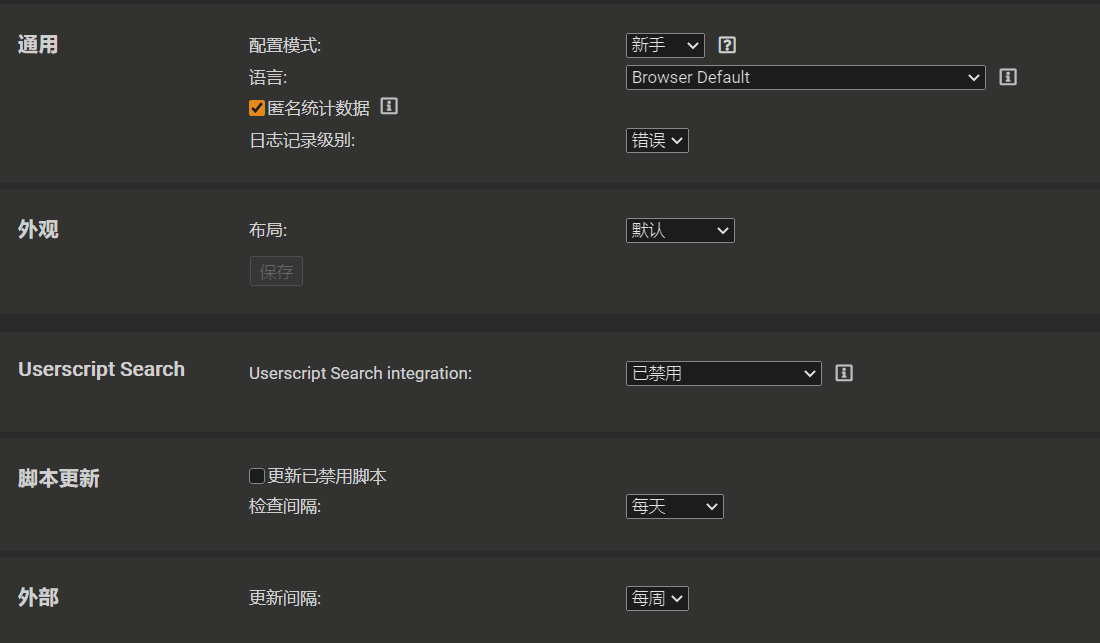 通用
配置模式: 新手
语言: Browser Default
匿名统计数据
日志记录级别: 错误
外观
布局: 默认
保存
Userscript Search
Userscript Search integration: 已禁用
脚本更新
更新已禁用脚本
检查间隔: 每天
外部
更新间隔: 每周